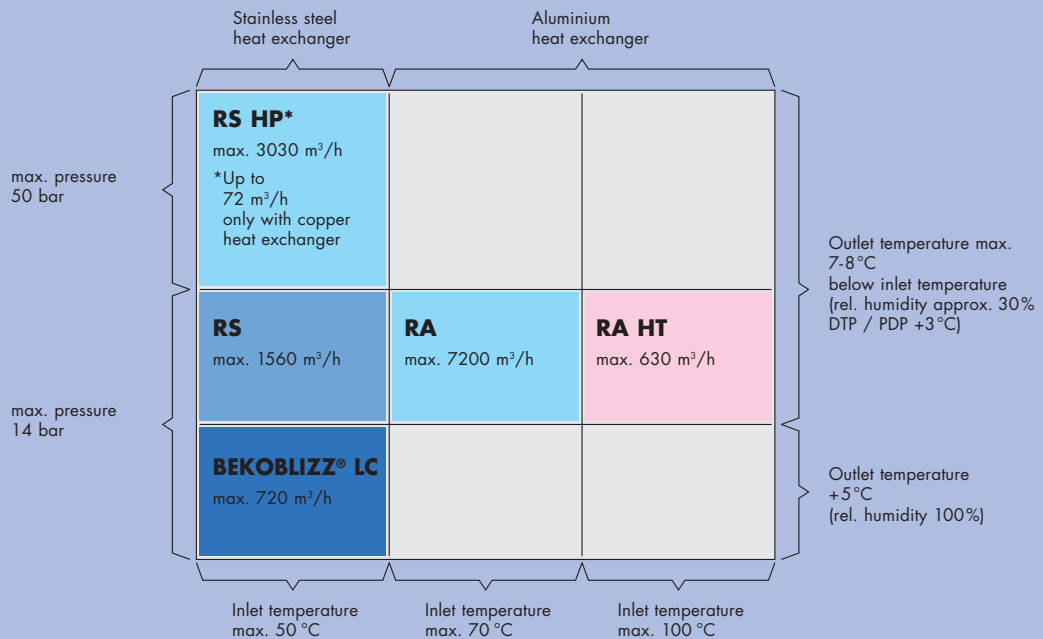 Stainless steel
heat exchanger
Aluminium
heat exchanger
max. pressure
50 bar
RS HP*
max. 3030 m³/h
*Up to
72 m³/h
only with copper
heat exchanger
Outlet temperature max.
7-8°C
below inlet temperature
(rel. humidity approx. 30%
DTP / PDP +3°C)
RS
max. 1560 m³/h
RA
max. 7200 m³/h
RA HT
max. 630 m³/h
max. pressure
14 bar
BEKOBLIZZ® LC
max. 720 m³/h
Outlet temperature
+5°C
(rel. humidity 100%)
Inlet temperature
max. 50 °C
Inlet temperature
max. 70 °C
Inlet temperature
max. 100 °C